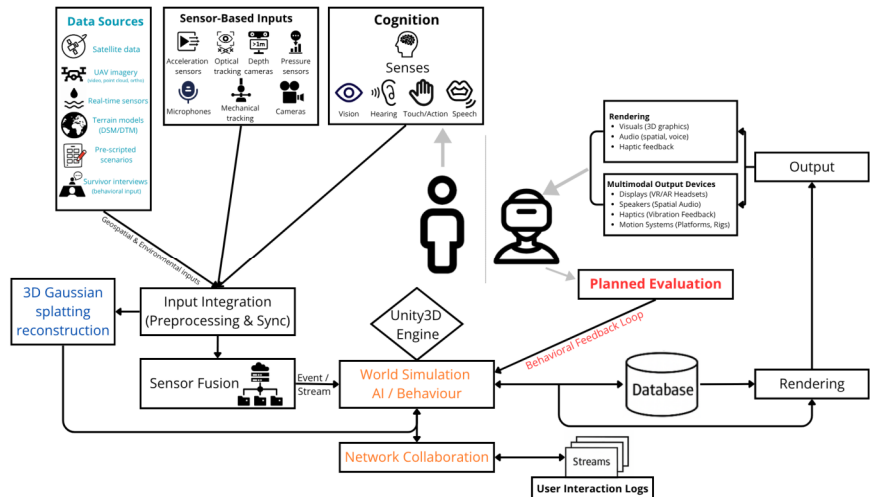 Data Sources
Satellite data
UAV imagery
(video, point cloud, ortho)
Real-time sensors
Terrain models
(DSM/DTM)
Pre-scripted
scenarios
Survivor interviews
(behavioral input)
Sensor-Based Inputs
Acceleration
sensors
Optical
tracking
>1m
Depth
cameras
Pressure
sensors
Microphones
Mechanical
tracking
Cameras
Cognition
Senses
Vision
Hearing
Touch/Action
Speech
Rendering
• Visuals (3D graphics)
• Audio (spatial, voice)
• Haptic feedback
Multimodal Output Devices
• Displays (VR/AR Headsets)
• Speakers (Spatial Audio)
• Haptics (Vibration Feedback)
• Motion Systems (Platforms, Rigs)
Output
Geospatial & Environmental Inputs
3D Gaussian
splatting
reconstruction
Input Integration
(Preprocessing & Sync)
Unity3D
Engine
Planned Evaluation
Behavioral Feedback Loop
Sensor Fusion
Event /
Stream
World Simulation
AI / Behaviour
Database
Rendering
Network Collaboration
Streams
User Interaction Logs